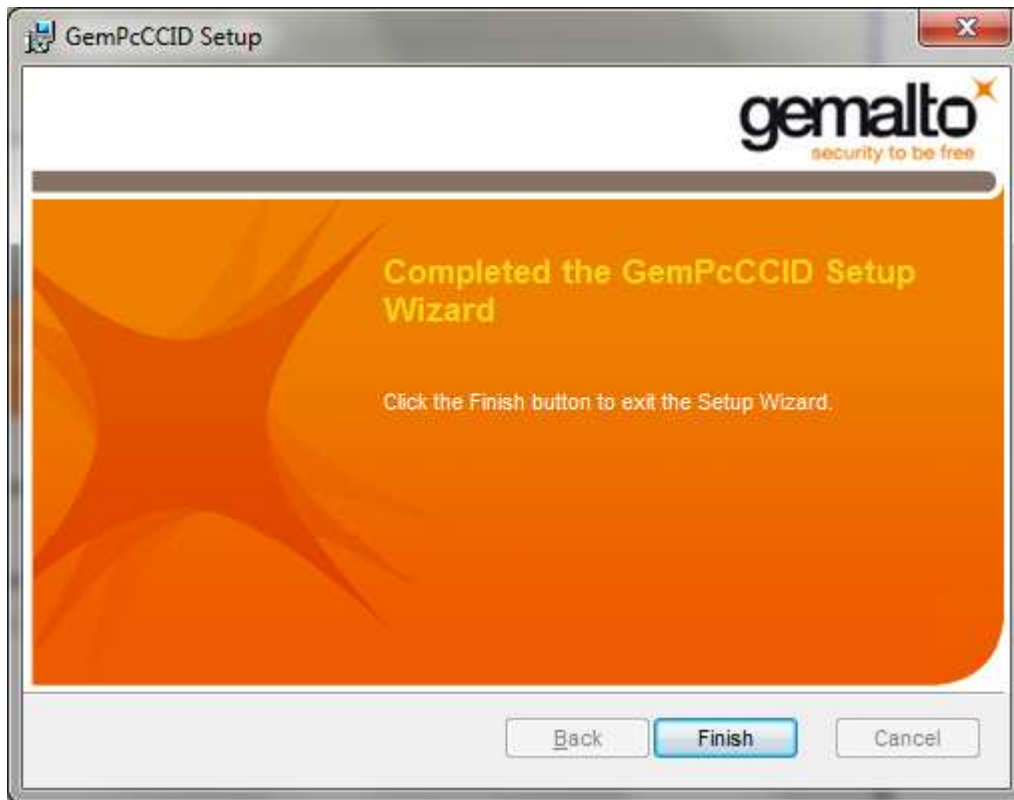 GemPcCCID Setup
gemalto
security to be free
Completed the GemPcCCID Setup
Wizard
Click the Finish button to exit the Setup Wizard.
Back
Finish
Cancel